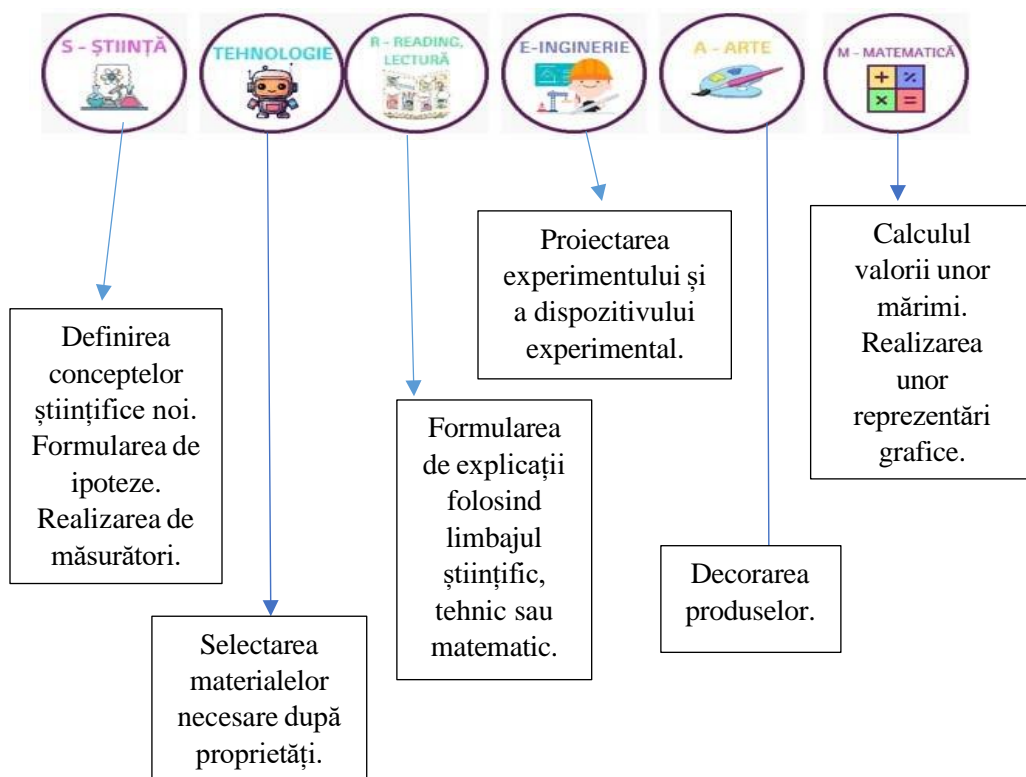 S - ȘTIINȚĂ
TEHNOLOGIE
R - READING,
LECTURĂ
E-INGINERIE
A - ARTE
M - MATEMATICĂ
+ %
× =
Definirea
conceptelor
științifice noi.
Formularea de
ipoteze.
Realizarea de
măsurători.
Selectarea
materialelor
necesare după
proprietăți.
Formularea
de explicații
folosind
limbajul
științific,
tehnic sau
matematic.
Proiectarea
experimentului și
a dispozitivului
experimental.
Decorarea
produselor.
Calculul
valorii unor
mărimi.
Realizarea
unor
reprezentări
grafice.